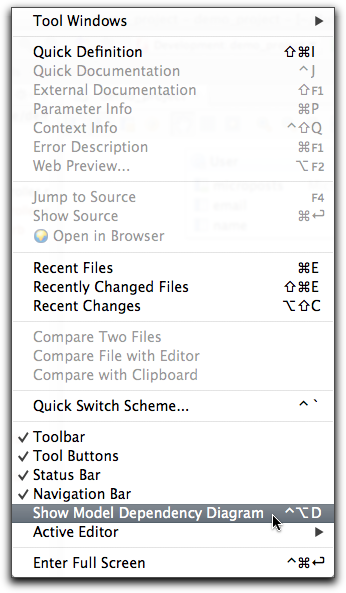 Tool Windows ▶
Quick Definition ⇧⌘I
Quick Documentation ^J
External Documentation ⇧F1
Parameter Info ⌘P
Context Info ^⇧Q
Error Description ⌘F1
Web Preview... ⌥F2
Jump to Source F4
Show Source ⌘↩
Open in Browser
Recent Files ⌘E
Recently Changed Files ⇧⌘E
Recent Changes ⌥⇧C
Compare Two Files
Compare File with Editor
Compare with Clipboard
Quick Switch Scheme... ^`
✓ Toolbar
✓ Tool Buttons
✓ Status Bar
✓ Navigation Bar
Show Model Dependency Diagram ^⌥D
Active Editor ▶
Enter Full Screen ^⌘↩